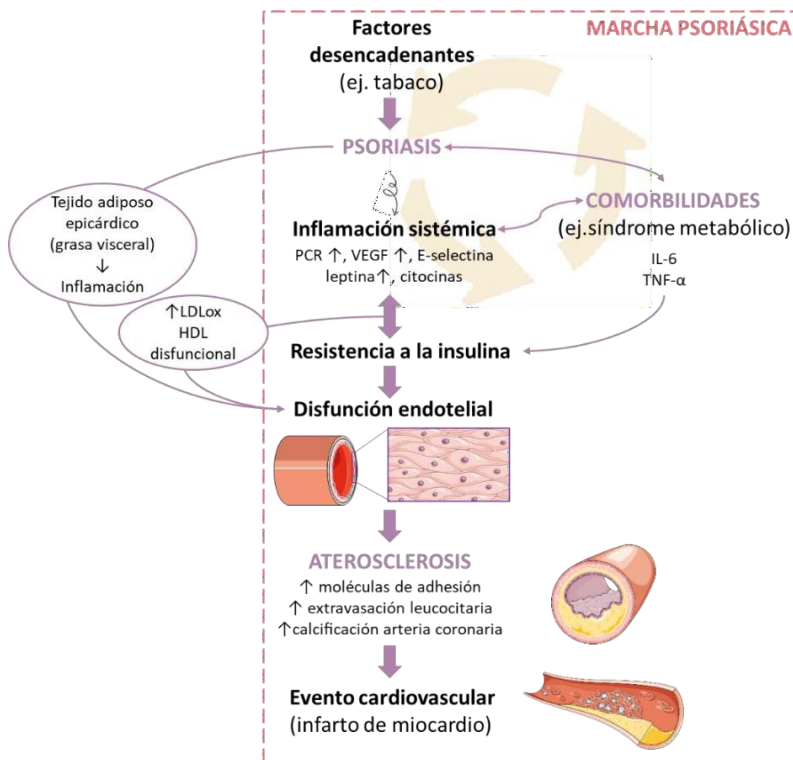 MARCHA PSORIÁSICA
Factores
desencadenantes
(ej. tabaco)
PSORIASIS
Tejido adiposo
epicárdico
(grasa visceral)
↓
Inflamación
COMORBILIDADES
(ej.síndrome metabólico)
IL-6
TNF-α
Inflamación sistémica
PCR ↑, VEGF ↑, E-selectina
leptina↑, citocinas
↑LDLox
HDL
disfuncional
Resistencia a la insulina
Disfunción endotelial
ATEROSCLEROSIS
↑ moléculas de adhesión
↑ extravasación leucocitaria
↑calcificación arteria coronaria
Evento cardiovascular
(infarto de miocardio)